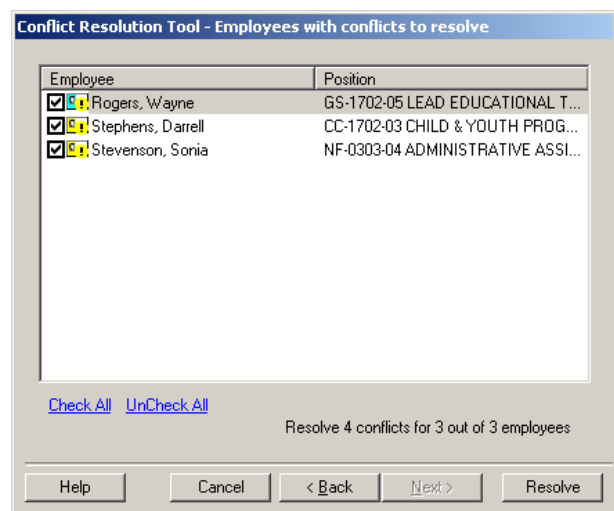 Conflict Resolution Tool - Employees with conflicts to resolve
Employee Position
Rogers, Wayne GS-1702-05 LEAD EDUCATIONAL T...
Stephens, Darrell CC-1702-03 CHILD & YOUTH PROG...
Stevenson, Sonia NF-0303-04 ADMINISTRATIVE ASSI...
Check All UnCheck All
Resolve 4 conflicts for 3 out of 3 employees
Help Cancel < Back Next > Resolve